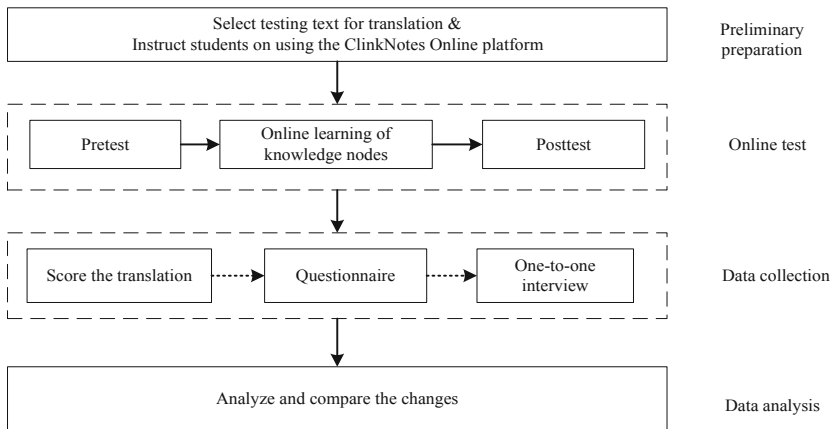 Select testing text for translation &
Instruct students on using the ClinkNotes Online platform
Preliminary
preparation
Pretest
Online learning of
knowledge nodes
Posttest
Online test
Score the translation
Questionnaire
One-to-one
interview
Data collection
Analyze and compare the changes
Data analysis